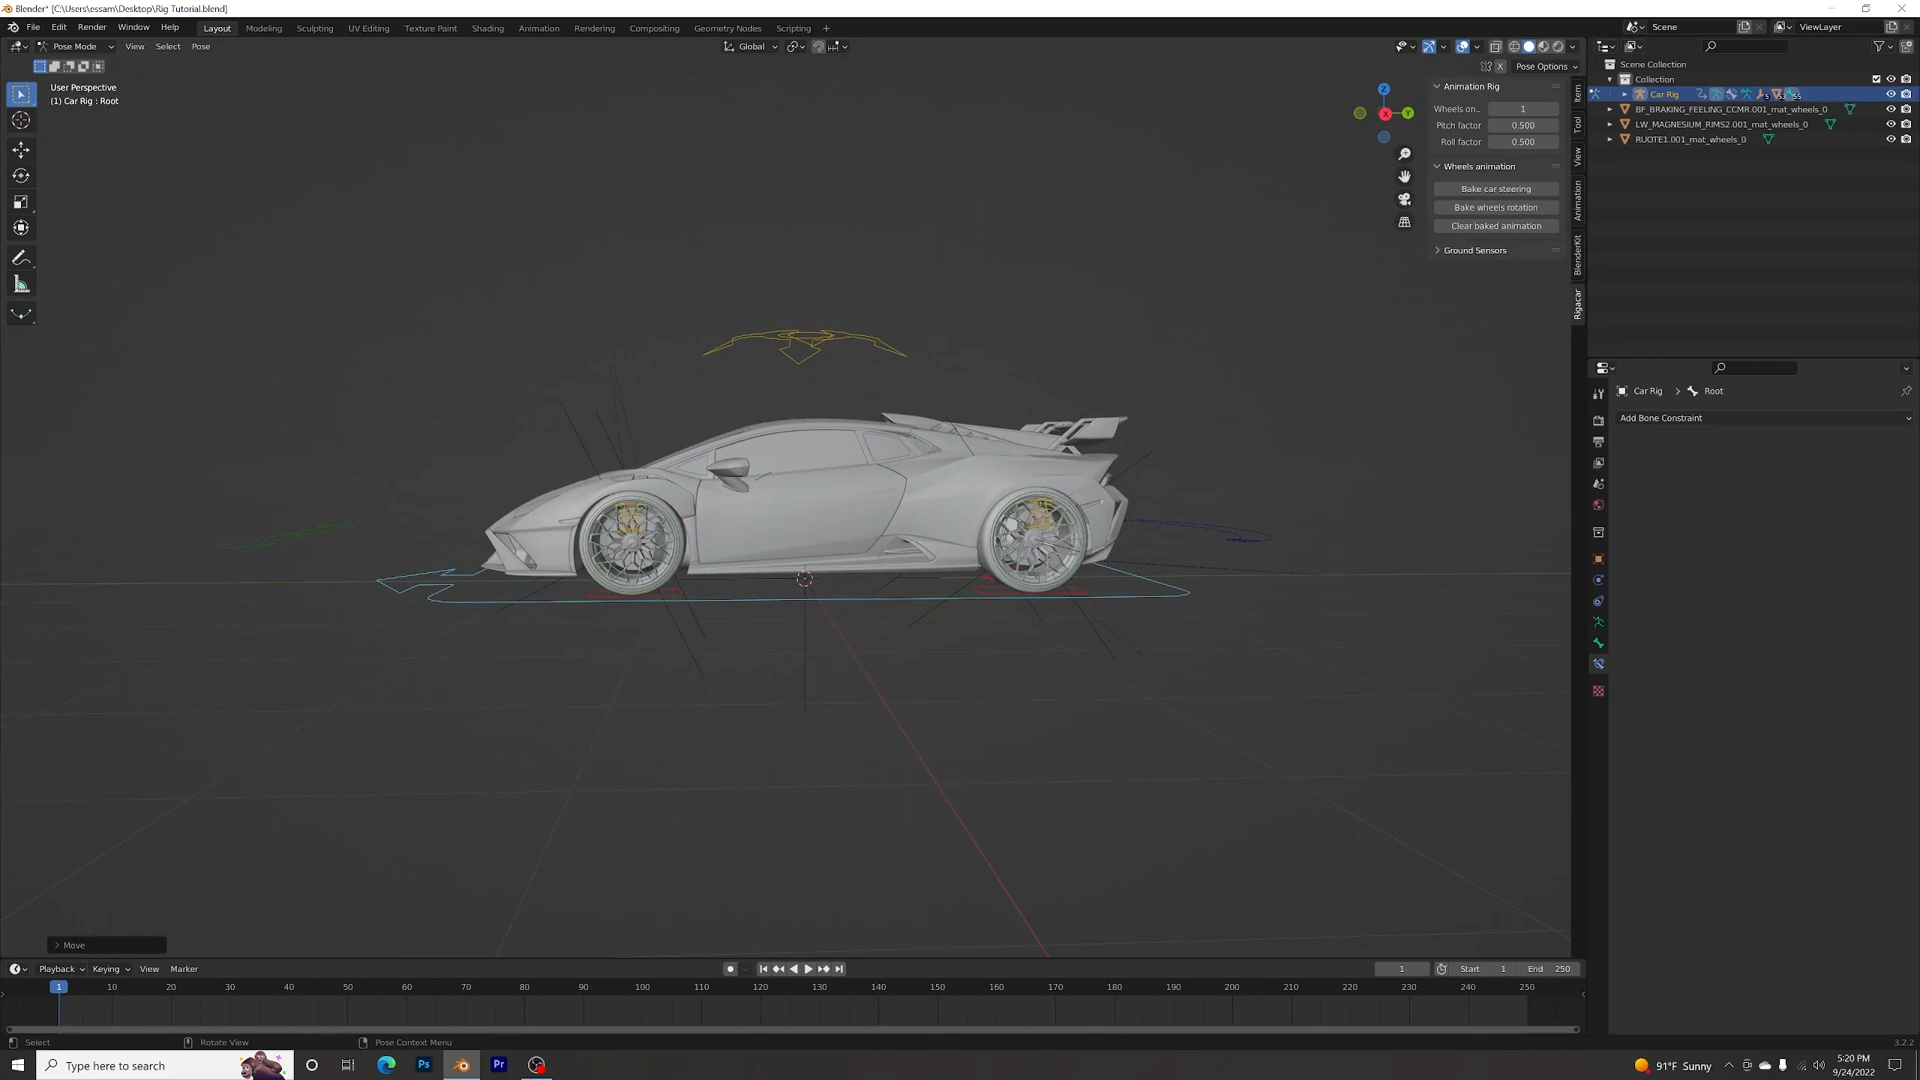 Blender* [C:\Users\essam\Desktop\Rig Tutorial.blend]
File Edit Render Window Help Layout Modeling Sculpting UV Editing Texture Paint Shading Animation Rendering Compositing Geometry Nodes Scripting + Scene ViewLayer
Pose Mode View Select Pose Global
X Pose Options
User Perspective
(1) Car Rig : Root
Z
X
Y
Animation Rig
Wheels on... 1
Pitch factor 0.500
Roll factor 0.500
Wheels animation
Bake car steering
Bake wheels rotation
Clear baked animation
Ground Sensors
Item
Tool
View
Animation
BlenderKit
Rigacar
Scene Collection
Collection
Car Rig 5 53 55
BF_BRAKING_FEELING_CCMR.001_mat_wheels_0
LW_MAGNESIUM_RIMS2.001_mat_wheels_0
RUOTE1.001_mat_wheels_0
Car Rig > Root
Add Bone Constraint
> Move
Playback Keying View Marker 1 Start 1 End 250
1 10 20 30 40 50 60 70 80 90 100 110 120 130 140 150 160 170 180 190 200 210 220 230 240 250
Select Rotate View Pose Context Menu 3.2.2
Type here to search Ps Pr 91°F Sunny 5:20 PM
9/24/2022